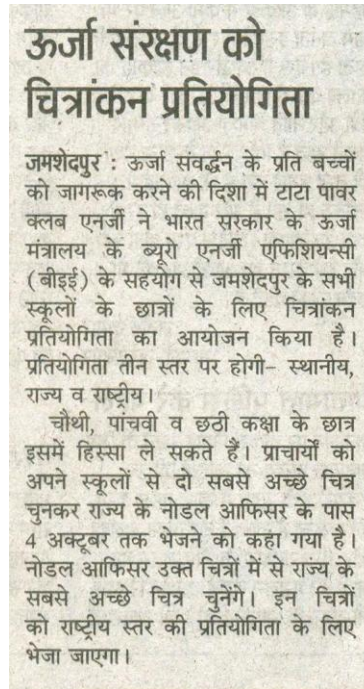 ऊर्जा संरक्षण को
चित्रांकन प्रतियोगिता
जमशेदपुर : ऊर्जा संवर्द्धन के प्रति बच्चों
को जागरूक करने की दिशा में टाटा पावर
क्लब एनर्जी ने भारत सरकार के ऊर्जा
मंत्रालय के ब्यूरो एनर्जी एफिशियन्सी
(बीइई) के सहयोग से जमशेदपुर के सभी
स्कूलों के छात्रों के लिए चित्रांकन
प्रतियोगिता का आयोजन किया है।
प्रतियोगिता तीन स्तर पर होगी- स्थानीय,
राज्य व राष्ट्रीय।
चौथी, पांचवी व छठी कक्षा के छात्र
इसमें हिस्सा ले सकते हैं। प्राचार्यों को
अपने स्कूलों से दो सबसे अच्छे चित्र
चुनकर राज्य के नोडल आफिसर के पास
4 अक्टूबर तक भेजने को कहा गया है।
नोडल आफिसर उक्त चित्रों में से राज्य के
सबसे अच्छे चित्र चुनेंगे। इन चित्रों
को राष्ट्रीय स्तर की प्रतियोगिता के लिए
भेजा जाएगा।